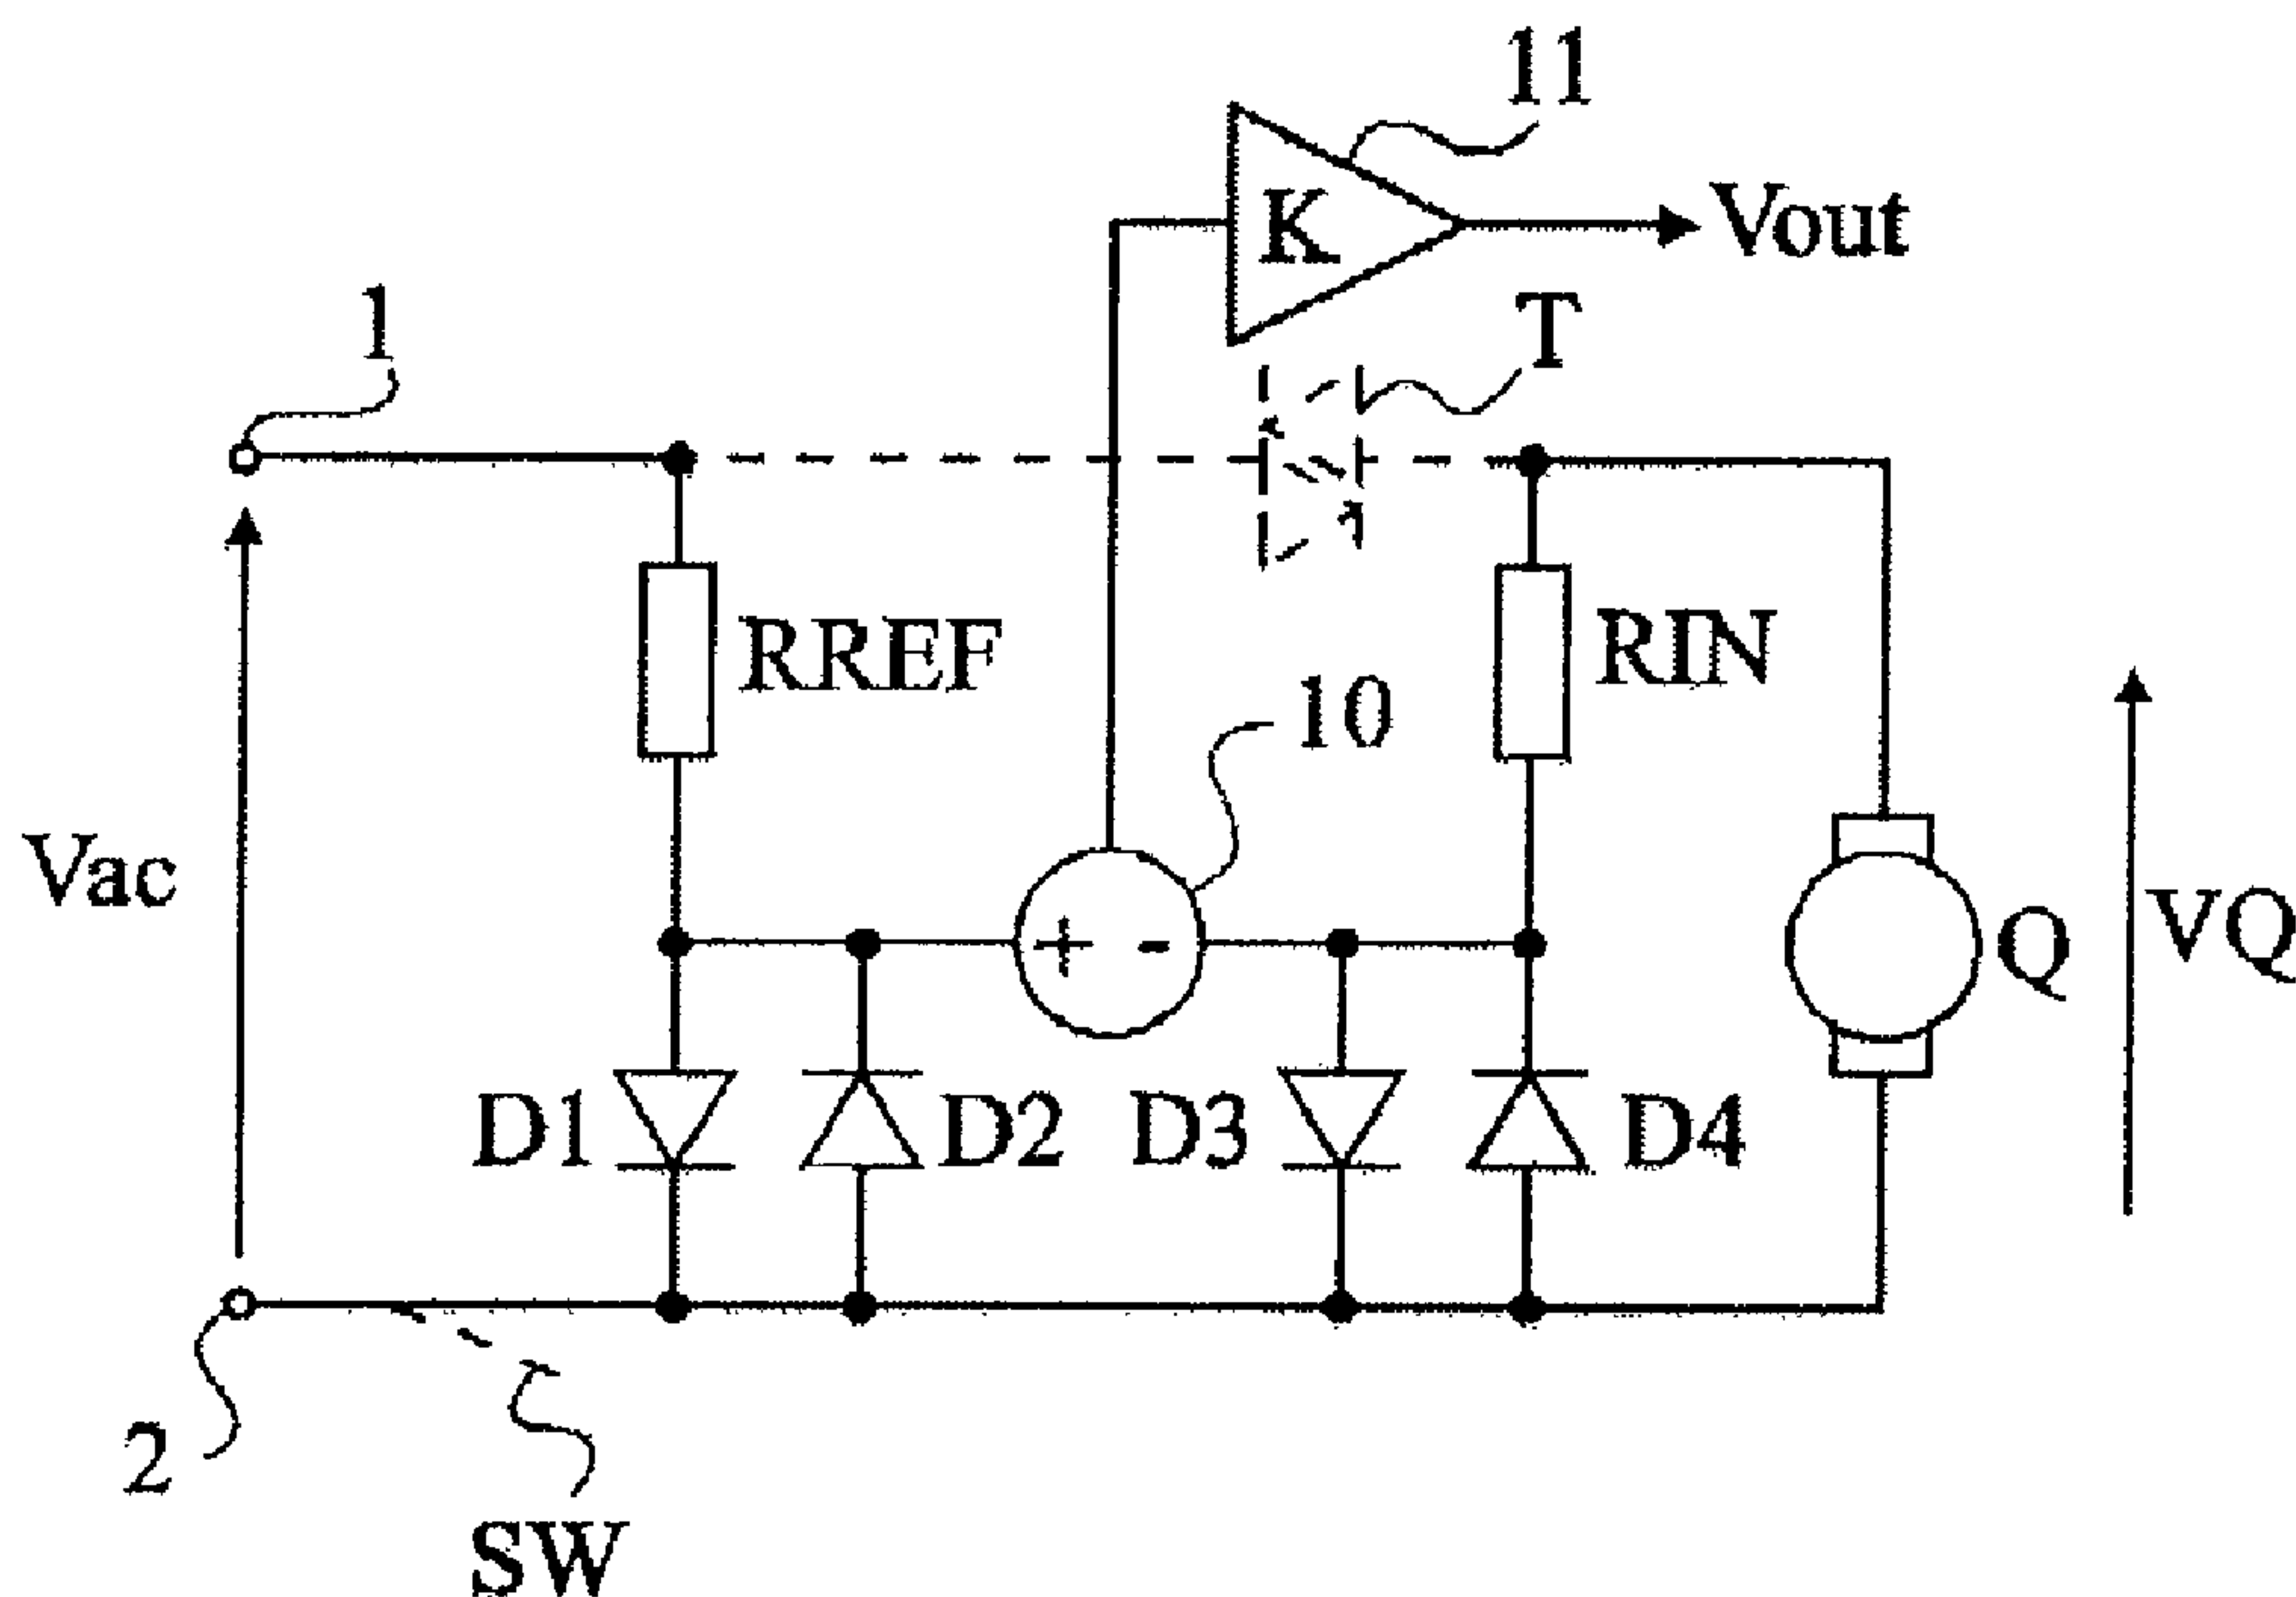 11
K
Vout
T
1
RREF
RIN
10
Vac
+ -
Q
VQ
D1
D2
D3
D4
2
SW